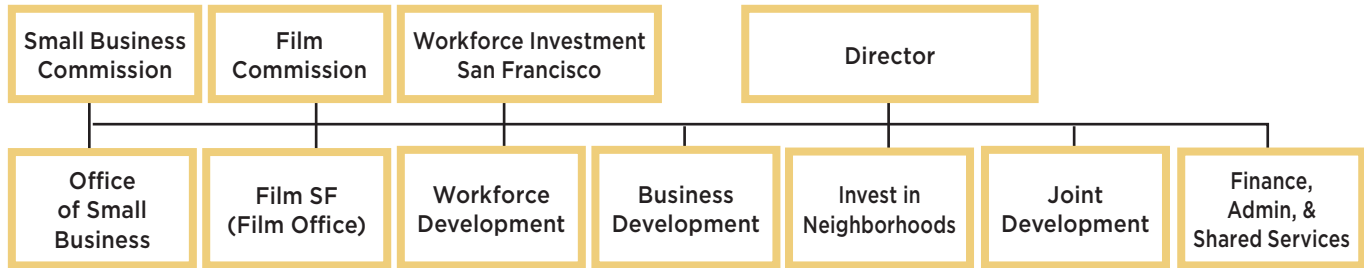 Small Business
Commission
Film
Commission
Workforce Investment
San Francisco
Director
Office
of Small
Business
Film SF
(Film Office)
Workforce
Development
Business
Development
Invest in
Neighborhoods
Joint
Development
Finance,
Admin, &
Shared Services